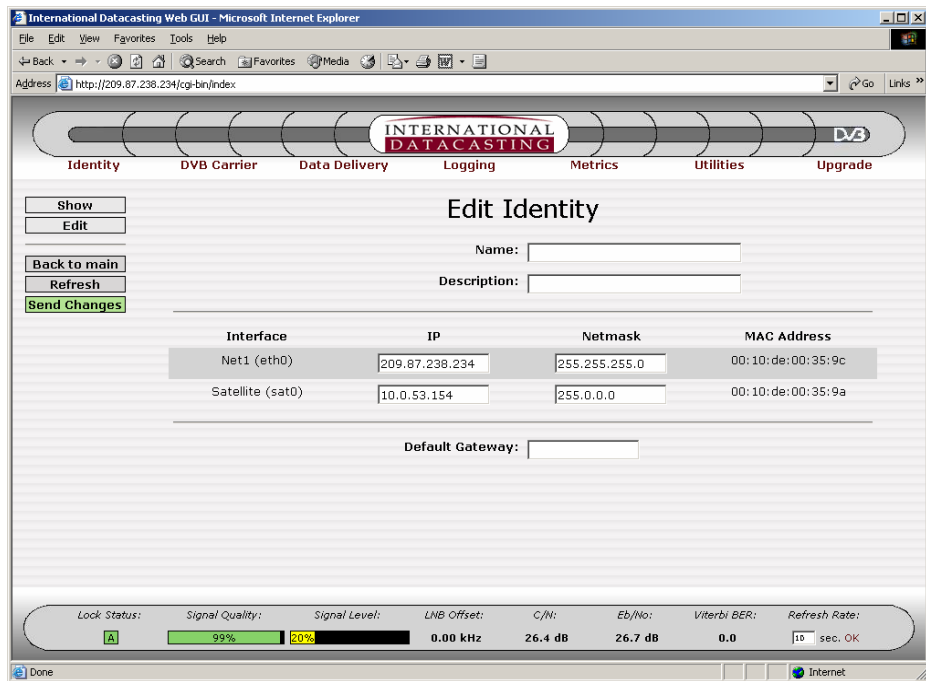 International Datacasting Web GUI - Microsoft Internet Explorer
File Edit View Favorites Tools Help
Back Search Favorites Media
Address http://209.87.238.234/cgi-bin/index Go Links »
INTERNATIONAL
DATACASTING
DVB
Identity DVB Carrier Data Delivery Logging Metrics Utilities Upgrade
Show
Edit
Back to main
Refresh
Send Changes
Edit Identity
Name:
Description:
Interface IP Netmask MAC Address
Net1 (eth0) 209.87.238.234 255.255.255.0 00:10:de:00:35:9c
Satellite (sat0) 10.0.53.154 255.0.0.0 00:10:de:00:35:9a
Default Gateway:
Lock Status: Signal Quality: Signal Level: LNB Offset: C/N: Eb/No: Viterbi BER: Refresh Rate:
A 99% 20% 0.00 kHz 26.4 dB 26.7 dB 0.0 10 sec. OK
Done Internet